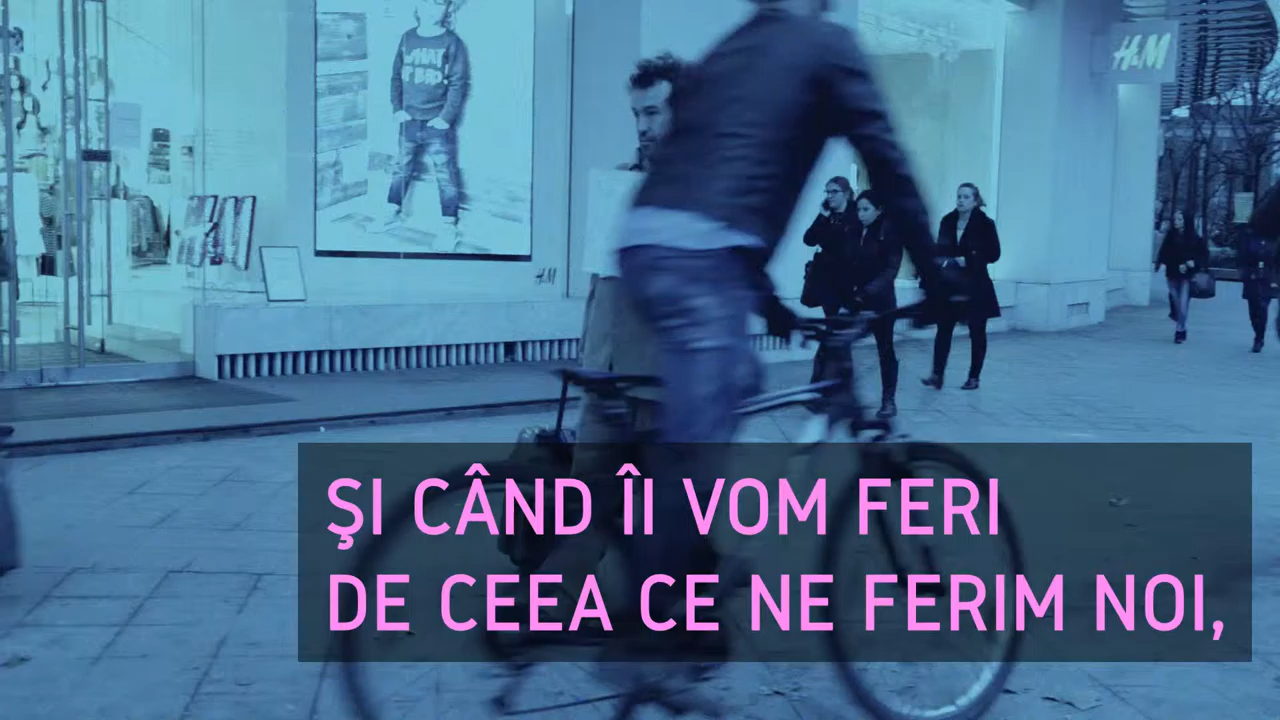 H&M
H&M
ŞI CÂND ÎI VOM FERI
DE CEEA CE NE FERIM NOI,